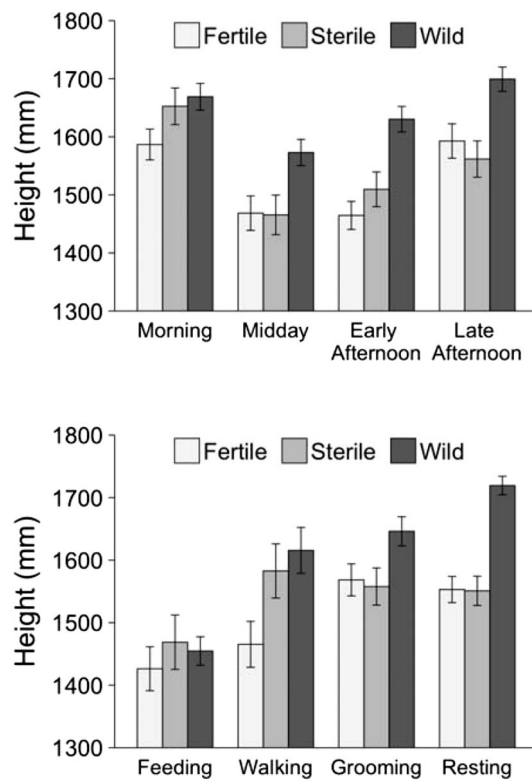 1800
Fertile Sterile Wild
1700
1600
1500
1400
1300
Height (mm)
Morning Midday Early Afternoon Late Afternoon
1800
Fertile Sterile Wild
1700
1600
1500
1400
1300
Height (mm)
Feeding Walking Grooming Resting